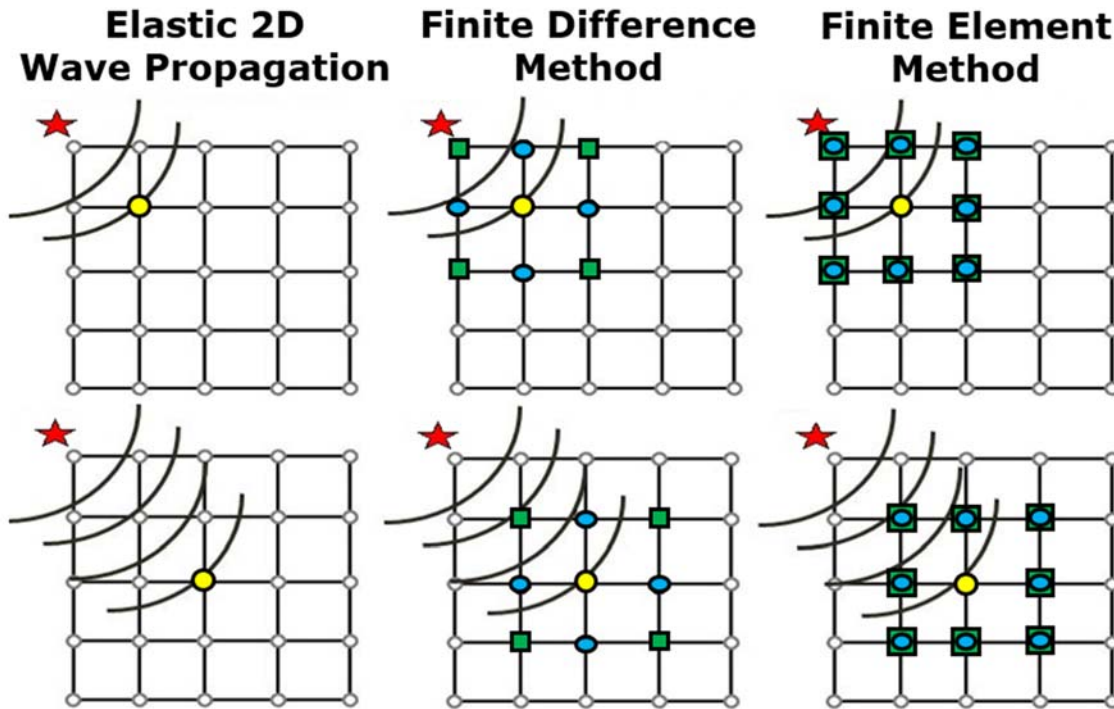 Elastic 2D
Wave Propagation
Finite Difference
Method
Finite Element
Method